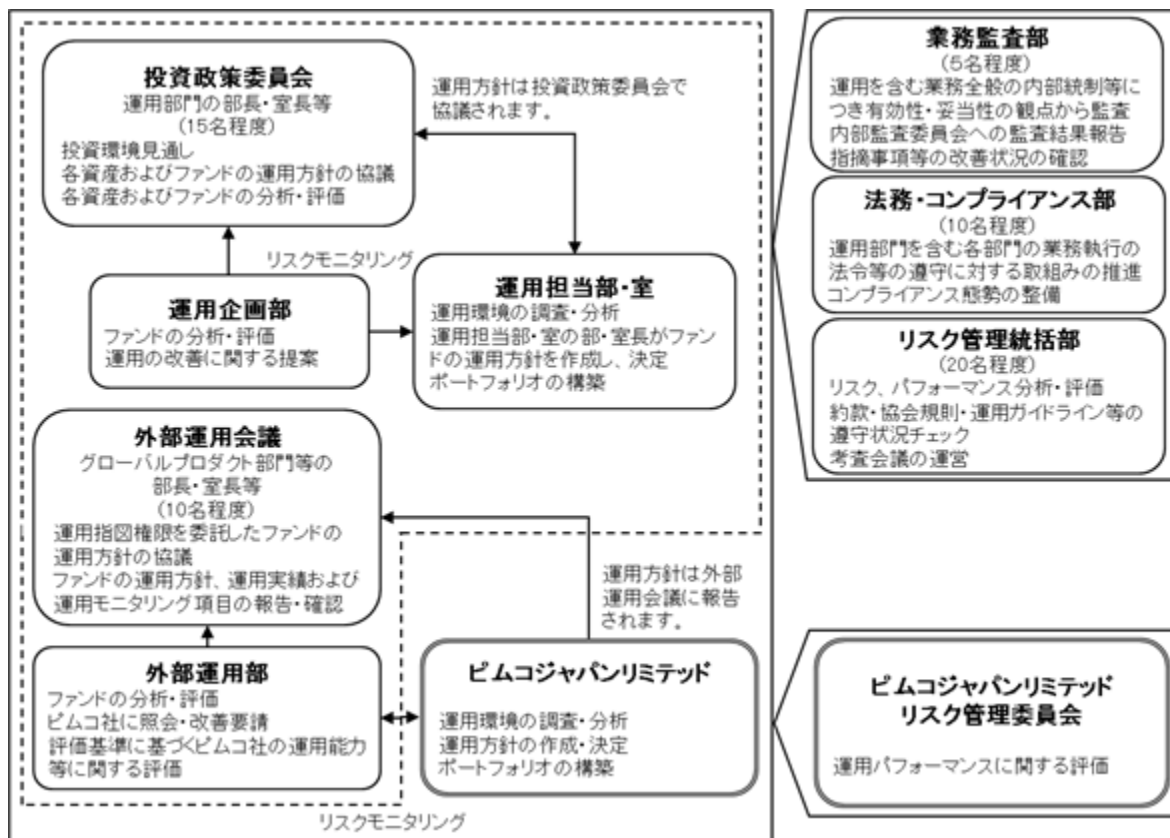 投資政策委員会
運用部門の部長・室長等
(15名程度)
投資環境見通し
各資産およびファンドの運用方針の協議
各資産およびファンドの分析・評価
運用方針は投資政策委員会で
協議されます。
リスクモニタリング
運用企画部
ファンドの分析・評価
運用の改善に関する提案
運用担当部・室
運用環境の調査・分析
運用担当部・室の部・室長がファン
ドの運用方針を作成し、決定
ポートフォリオの構築
外部運用会議
グローバルプロダクト部門等の
部長・室長等
(10名程度)
運用指図権限を委託したファンドの
運用方針の協議
ファンドの運用方針、運用実績および
運用モニタリング項目の報告・確認
運用方針は外部
運用会議に報告
されます。
外部運用部
ファンドの分析・評価
ピムコ社に照会・改善要請
評価基準に基づくピムコ社の運用能力
等に関する評価
ピムコジャパンリミテッド
運用環境の調査・分析
運用方針の作成・決定
ポートフォリオの構築
リスクモニタリング
業務監査部
(5名程度)
運用を含む業務全般の内部統制等に
つき有効性・妥当性の観点から監査
内部監査委員会への監査結果報告
指摘事項等の改善状況の確認
法務・コンプライアンス部
(10名程度)
運用部門を含む各部門の業務執行の
法令等の遵守に対する取組みの推進
コンプライアンス態勢の整備
リスク管理統括部
(20名程度)
リスク、パフォーマンス分析・評価
約款・協会規則・運用ガイドライン等の
遵守状況チェック
考査会議の運営
ピムコジャパンリミテッド
リスク管理委員会
運用パフォーマンスに関する評価